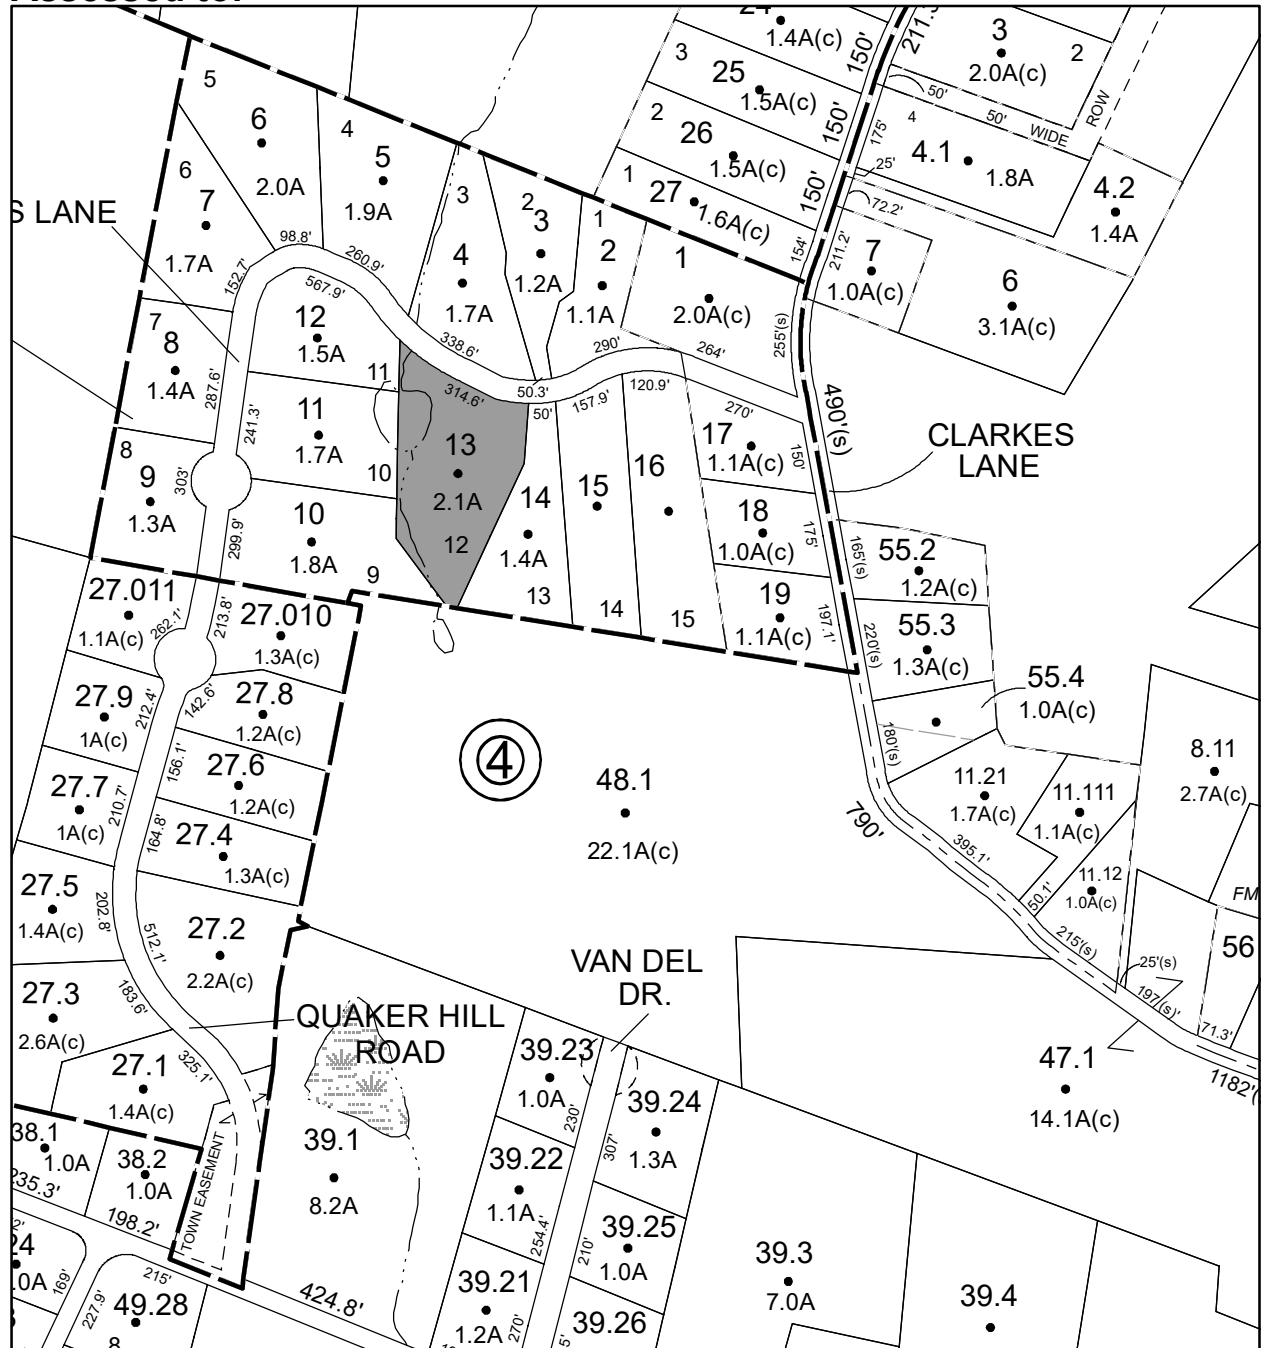 1.4A(c)
150'
3
2
2.0A(c)
3
25
1.5A(c)
50'
50'
WIDE
ROW
5
6
2.0A
4
5
1.9A
2
26
1.5A(c)
150'
175'
4
4.1
1.8A
25'
4.2
1.4A
6
7
1.7A
S LANE
3
4
1.7A
2
3
1.2A
1
2
1.1A
1
27
1.6A(c)
150'
154'
72.2'
211.2'
7
1.0A(c)
6
3.1A(c)
1
2.0A(c)
255'(s)
98.8'
260.9'
152.7'
567.9'
12
1.5A
7
8
1.4A
287.6'
338.6'
290'
264'
11
314.6'
50.3'
50'
157.9'
120.9'
270'
490'(s)
CLARKES
LANE
241.3'
11
1.7A
10
13
2.1A
12
14
1.4A
13
15
14
16
15
17
1.1A(c)
150'
18
1.0A(c)
175'
19
1.1A(c)
197.1'
8
9
1.3A
303'
299.9'
10
1.8A
9
165'(s)
55.2
1.2A(c)
220'(s)
55.3
1.3A(c)
55.4
1.0A(c)
180'(s)
27.011
1.1A(c)
262.1'
213.8'
27.010
1.3A(c)
27.9
1A(c)
212.4'
142.6'
27.8
1.2A(c)
156.1'
27.6
1.2A(c)
27.7
1A(c)
210.7'
164.8'
27.4
1.3A(c)
4
48.1
22.1A(c)
790'
11.21
1.7A(c)
11.111
1.1A(c)
8.11
2.7A(c)
395.1'
50.1'
11.12
1.0A(c)
FM
56
27.5
1.4A(c)
202.8'
512.1'
27.2
2.2A(c)
215'(s)
25'(s)
197'(s)'
71.3'
1182'(
27.3
2.6A(c)
183.6'
QUAKER HILL
ROAD
VAN DEL
DR.
325.1'
27.1
1.4A(c)
47.1
14.1A(c)
38.1
1.0A
38.2
1.0A
235.3'
198.2'
TOWN EASEMENT
39.1
8.2A
39.23
1.0A
230'
39.24
1.3A
307'
39.22
1.1A
254.4'
39.25
1.0A
210'
39.21
1.2A
270'
39.26
39.3
7.0A
39.4
24
.0A
169'
227.9'
215'
49.28
424.8'